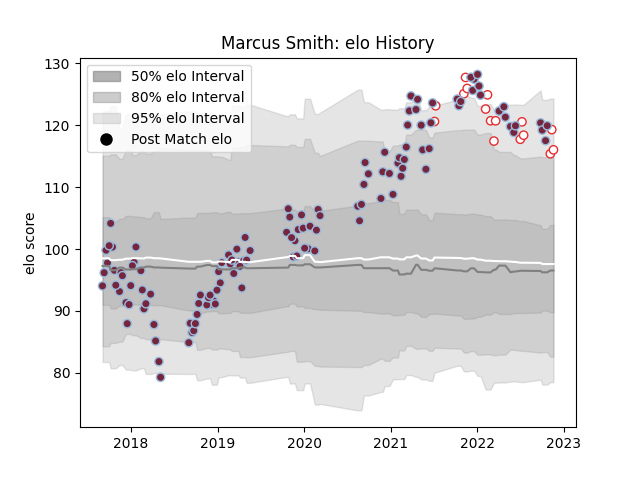 Marcus Smith: elo History
130
120
110
100
90
80
elo score
50% elo Interval
80% elo Interval
95% elo Interval
Post Match elo
2018
2019
2020
2021
2022
2023